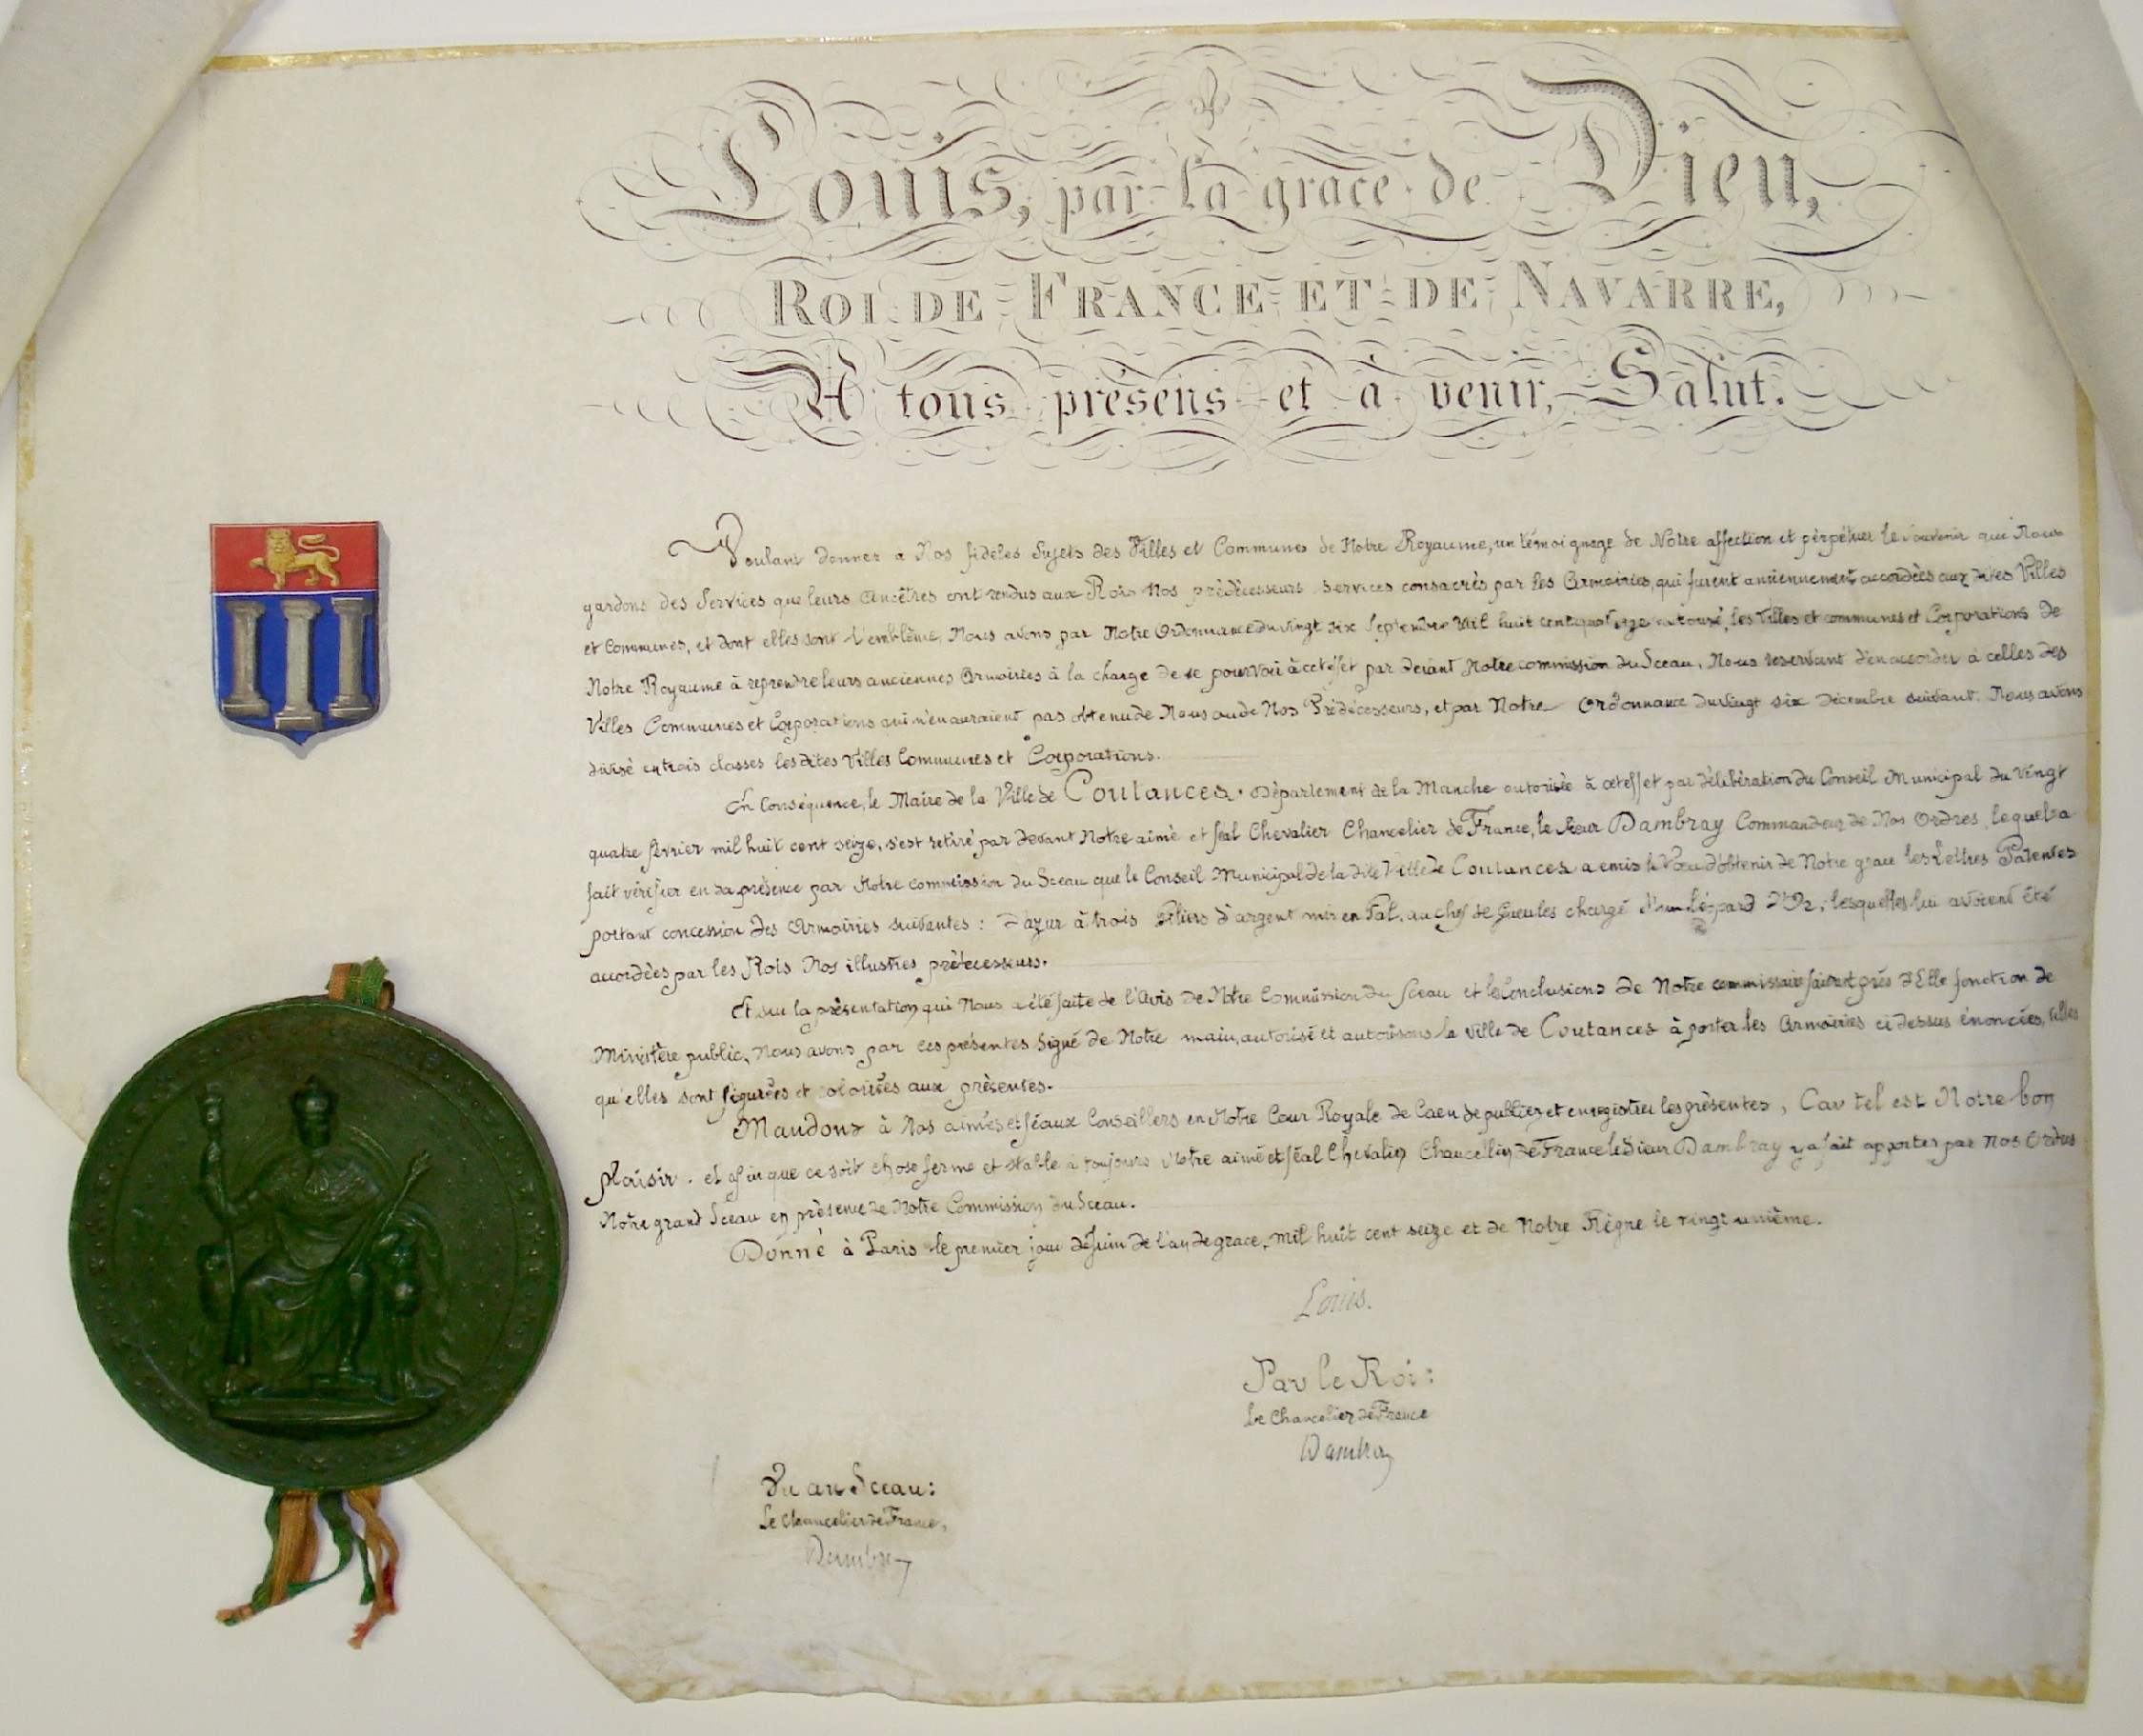 Louis, par la grace de Dieu,
ROI DE FRANCE ET DE NAVARRE,
A tous présens et à venir, Salut.
Voulant donner à Nos fidèles Sujets des Villes et Communes de Notre Royaume, un témoignage de Notre affection et pérpétuer le souvenir que Nous
gardons des Services que leurs Ancêtres ont rendus aux Rois Nos prédécesseurs services consacrés par les Armoiries, qui furent anciennement accordées aux dites Villes
et Communes, et dont elles sont l'emblème, Nous avons par Notre Ordonnance du vingt six Septembre Mil huit cent quatorze autorisé, les Villes et communes et Corporations de
Notre Royaume à reprendre leurs anciennes Armoiries à la charge de se pourvoir à cet effet par devant Notre commission du Sceau, Nous reservant d'en accorder à celles des
Villes Communes et Corporations qui n'en auraient pas obtenu de Nous ou de Nos Prédécesseurs, et par Notre Ordonnance du vingt six Décembre suivant. Nous avons
divisé en trois classes les dites Villes Communes et Corporations.
En Conséquence, le Maire de la Ville de Coutances. Département de la Manche autorisée à cet effet par délibération du Conseil Municipal du Vingt
quatre février mil huit cent seize, s'est retiré par devant Notre aimé et féal Chevalier Chancelier de France, le Sieur Dambray Commandeur de Nos Ordres, lequel a
fait vérifier en sa présence par Notre commission du Sceau que le Conseil Municipal de la dite Ville de Coutances a emis le Vœu d'obtenir de Notre grace les Lettres Patentes
portant concession des Armoiries suivantes : d'azur à trois Piliers d'argent mis en Pal, au chef de Gueules chargé d'un Léopard d'Or, lesquelles lui avoient été
accordées par les Rois Nos illustres prédecesseurs.
Et sur la présentation qui Nous a été faite de l'Avis de Notre Commission du Sceau et les Conclusions de Notre commissaire faisant près d'Elle fonction de
Ministère public, Nous avons par ces présentes Signé de Notre main, autorisé et autorisons la Ville de Coutances à porter les Armoiries ci dessus énoncées, telles
qu'elles sont figurées et coloriées aux présentes.
Mandons à Nos aimés et féaux Conseillers en Notre Cour Royale de Caen de publier et enregistrer les présentes, Car tel est Notre bon
plaisir. et afin que ce soit chose ferme et stable à toujours Notre aimé et féal Chevalier Chancelier de France le Sieur Dambray y a fait apporter par Nos Ordres
Notre grand Sceau en présence de Notre Commission du Sceau.
Donné à Paris le premier jour de Juin de l'an de grace, mil huit cent seize et de Notre Règne le vingt unième.
Louis.
Par le Roi :
Le Chancelier de France
Dambray
Vu au Sceau :
Le Chancelier de France,
Dambray